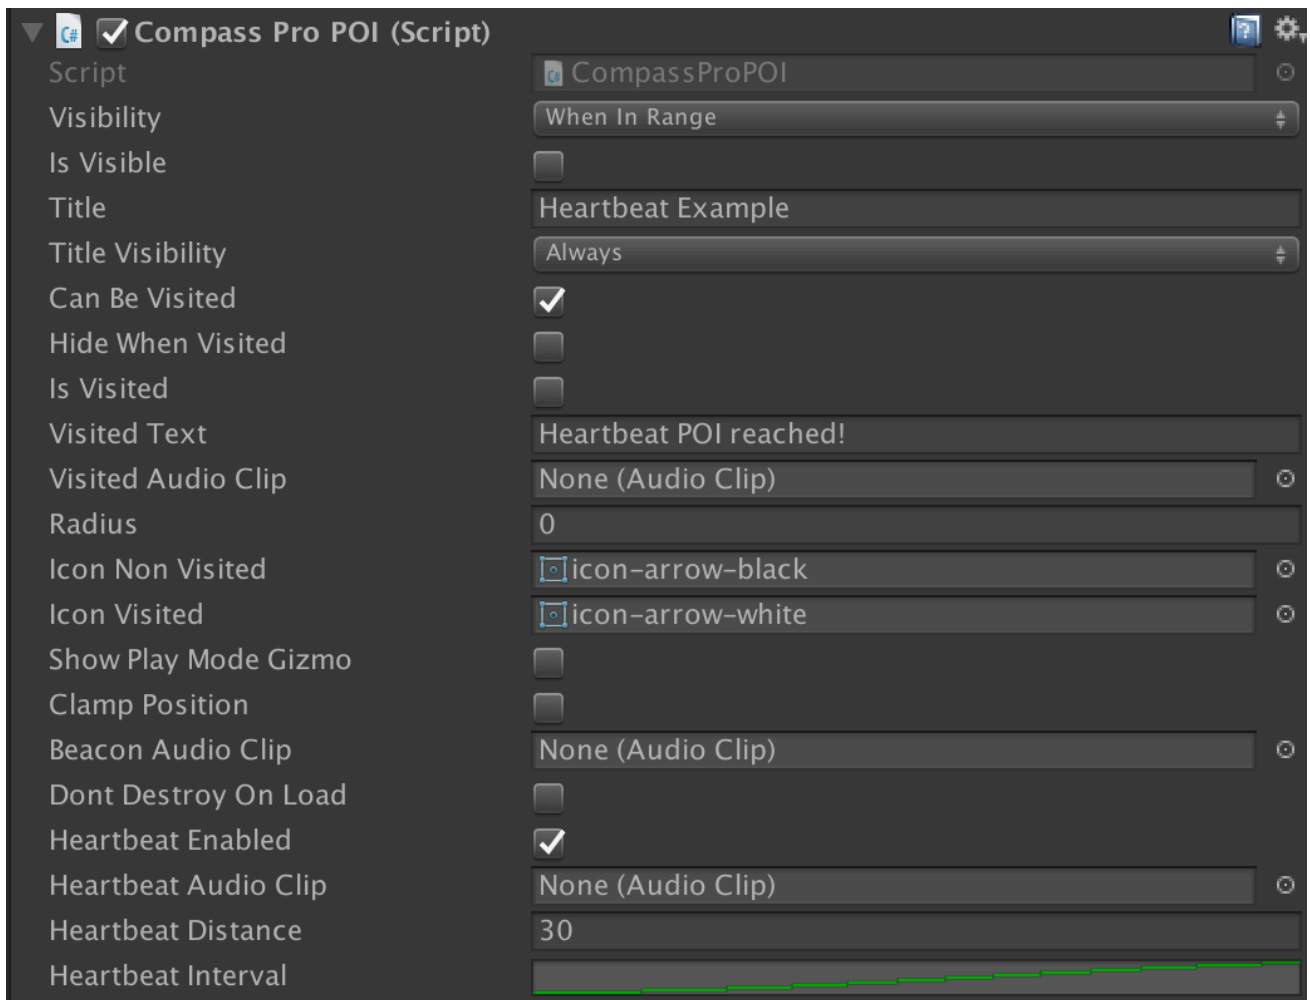 Compass Pro POI (Script)
Script CompassProPOI
Visibility When In Range
Is Visible
Title Heartbeat Example
Title Visibility Always
Can Be Visited
Hide When Visited
Is Visited
Visited Text Heartbeat POI reached!
Visited Audio Clip None (Audio Clip)
Radius 0
Icon Non Visited icon-arrow-black
Icon Visited icon-arrow-white
Show Play Mode Gizmo
Clamp Position
Beacon Audio Clip None (Audio Clip)
Dont Destroy On Load
Heartbeat Enabled
Heartbeat Audio Clip None (Audio Clip)
Heartbeat Distance 30
Heartbeat Interval